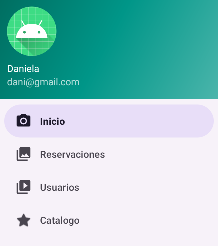 Daniela
dani@gmail.com
Inicio
Reservaciones
Usuarios
Catalogo